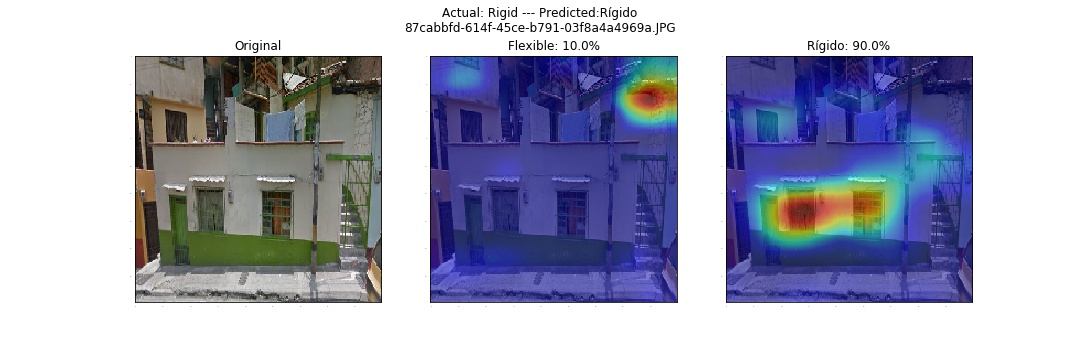 Actual: Rigid --- Predicted:Rígido
87cabbfd-614f-45ce-b791-03f8a4a4969a.JPG
Original
Flexible: 10.0%
Rígido: 90.0%